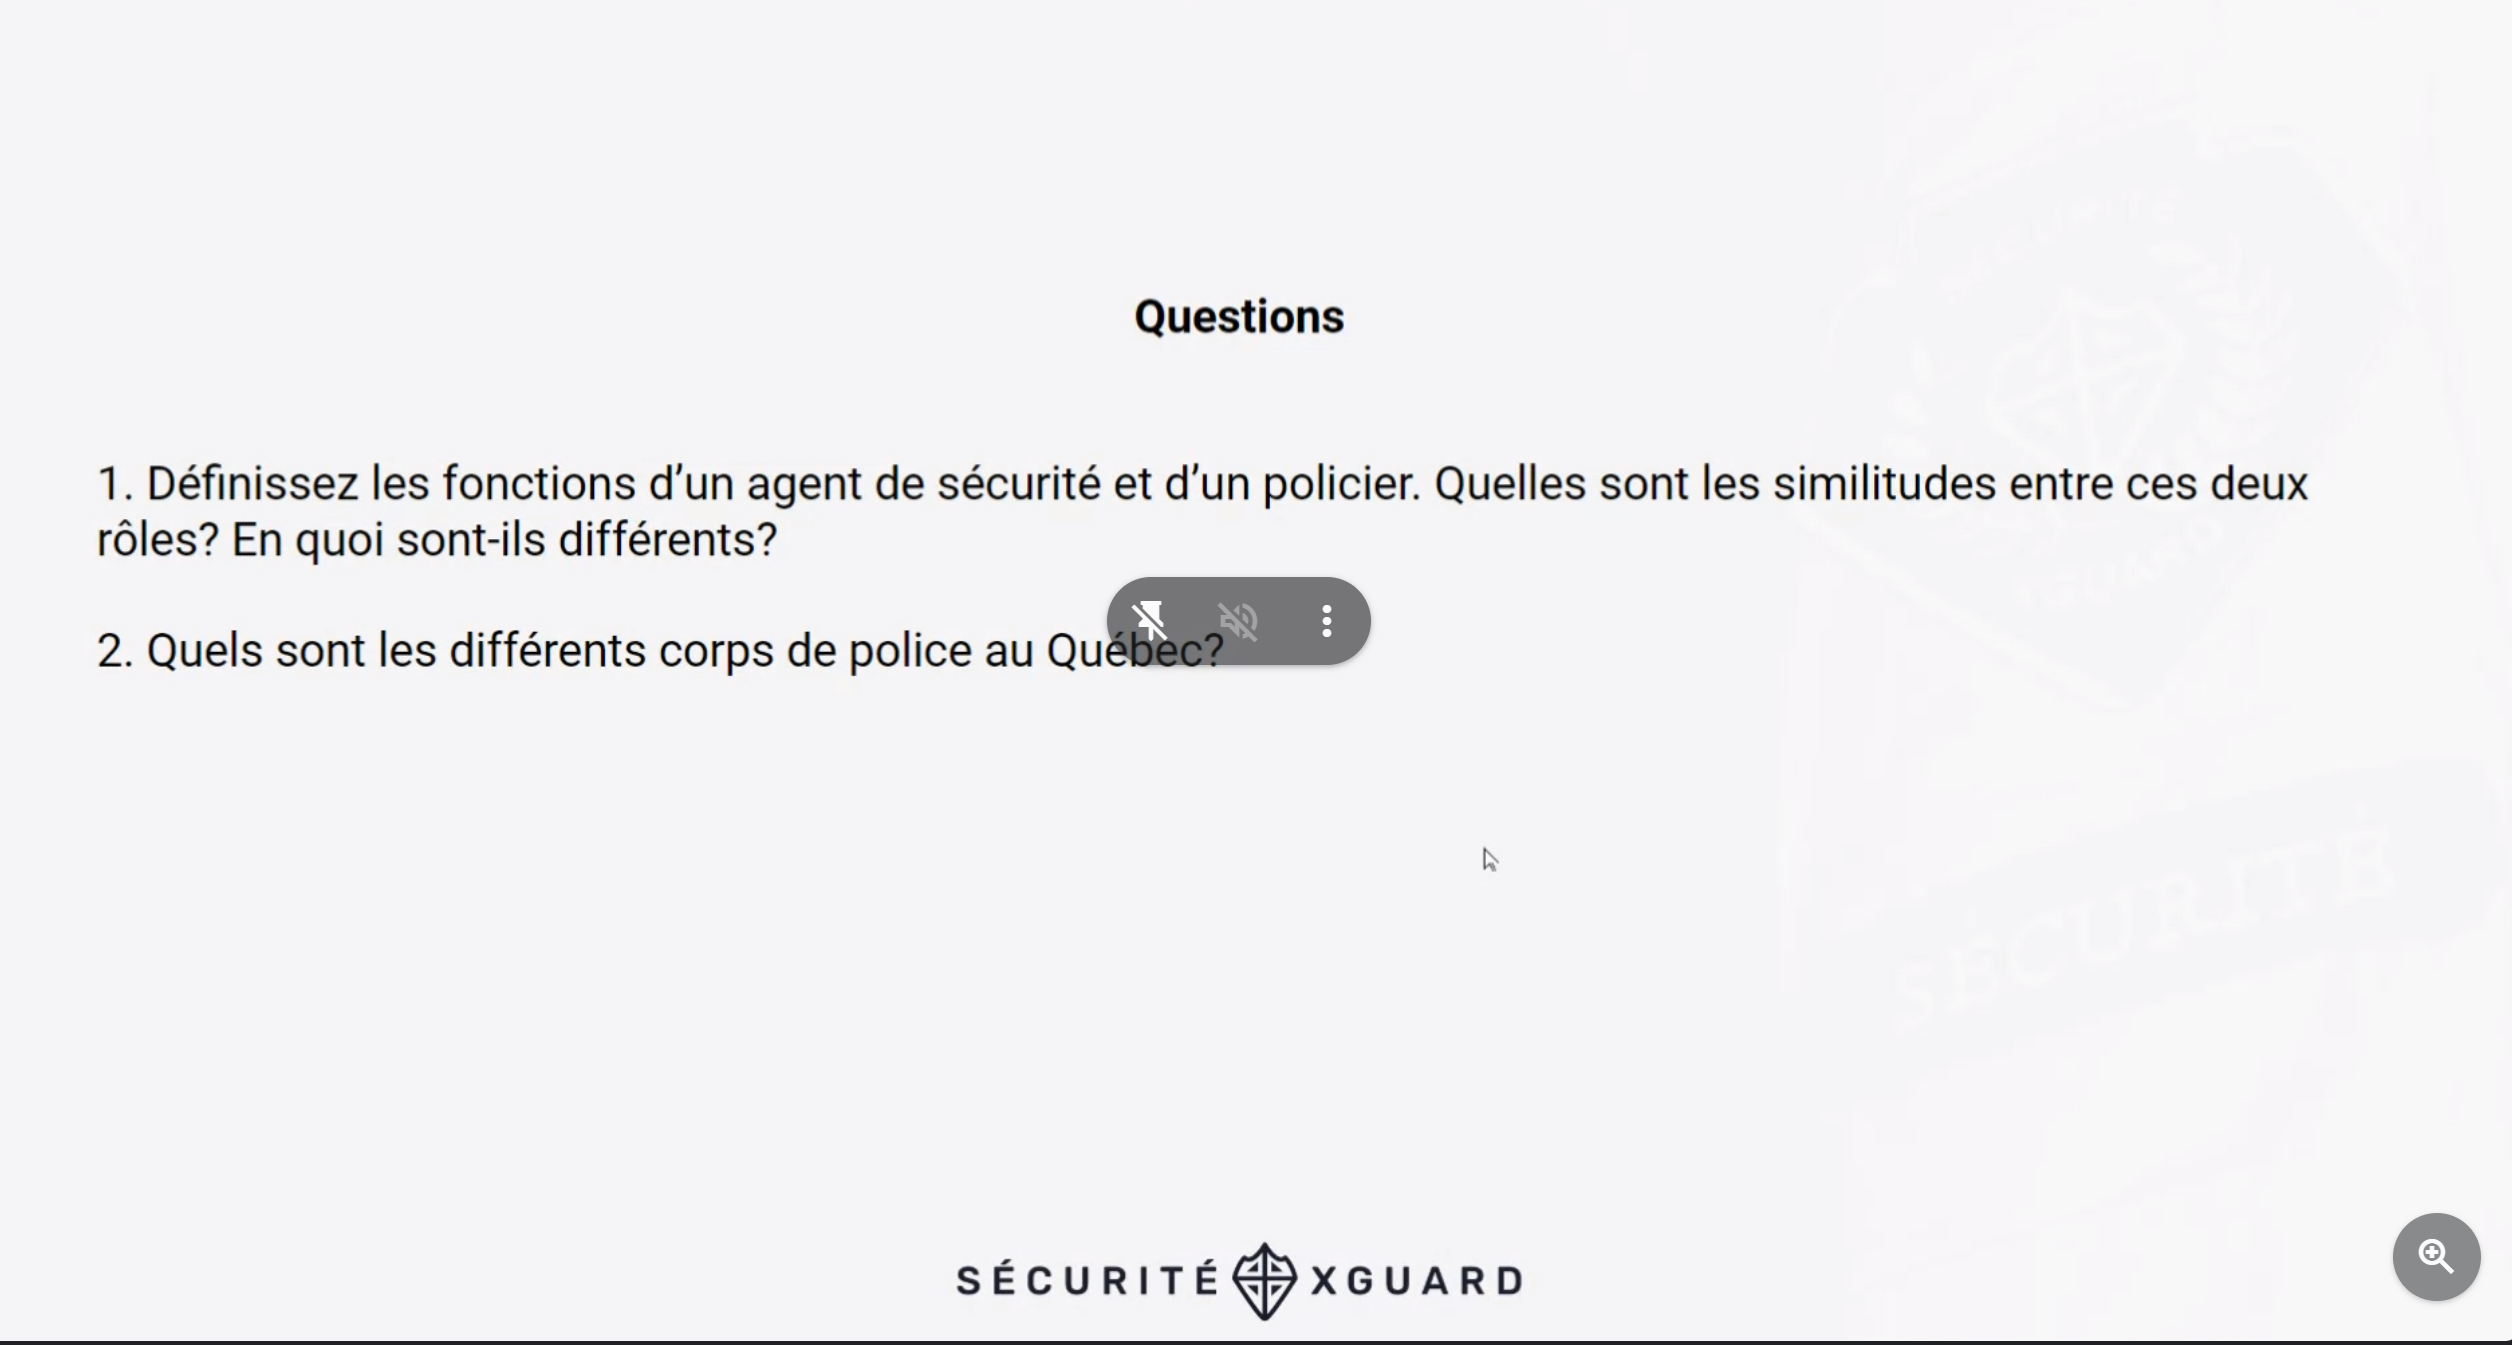 Questions
1. Définissez les fonctions d’un agent de sécurité et d’un policier. Quelles sont les similitudes entre ces deux
rôles? En quoi sont-ils différents?
2. Quels sont les différents corps de police au Québec?
SÉCURITÉ
SÉCURITÉ XGUARD